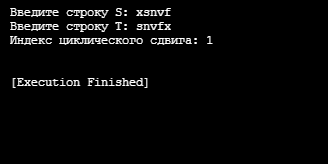 Введите строку S: xsnvf
Введите строку T: snvfx
Индекс циклического сдвига: 1
[Execution Finished]